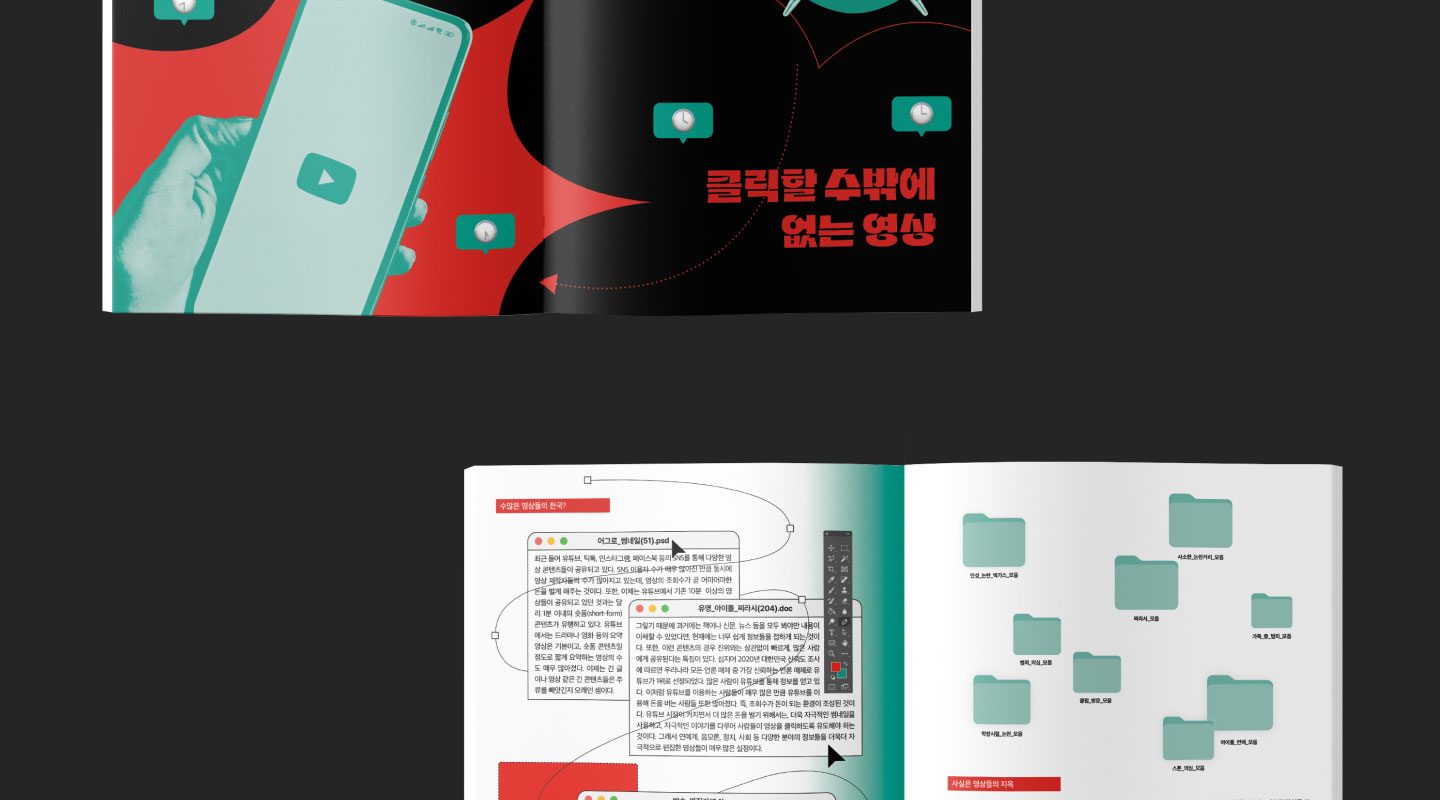 클릭할 수밖에
없는 영상
수많은 영상들의 천국?
어그로_썸네일(51).psd
최근 들어 유튜브, 틱톡, 인스타그램, 페이스북 등의 SNS를 통해 다양한 영
상 콘텐츠들이 공유되고 있다. SNS 이용자 수가 매우 많아진 만큼 동시에
영상 제작자들의 수가 많아지고 있는데, 영상의 조회수가 곧 어마어마한
돈을 벌게 해주는 것이다. 또한, 이제는 유튜브에서 기존 10분 이상의 영
상들이 공유되고 있던 것과는 달
리 1분 이내의 숏폼(short-form)
콘텐츠가 유행하고 있다. 유튜브
에서는 드라마나 영화 등의 요약
영상은 기본이고, 숏폼 콘텐츠일
정도로 짧게 요약하는 영상의 수
도 매우 많아졌다. 이제는 긴 글
이나 영상 같은 긴 콘텐츠들은 주
류를 빼앗긴지 오래인 셈이다.
유명_아이돌_찌라시(204).doc
그렇기 때문에 과거에는 책이나 신문, 뉴스 등을 모두 봐야만 내용이
이해할 수 있었다면, 현재에는 너무 쉽게 정보들을 접하게 되는 것이
다. 또한, 이런 콘텐츠의 경우 진위와는 상관없이 빠르게, 많은 사람
에게 공유된다는 특징이 있다. 심지어 2020년 대한민국 신뢰도 조사
에 따르면 우리나라 모든 언론 매체 중 가장 신뢰하는 언론 매체로 유
튜브가 1위로 선정되었다. 많은 사람이 유튜브를 통해 정보를 얻고 있
다. 이처럼 유튜브를 이용하는 사람들이 매우 많은 만큼 유튜브를 이
용해 돈을 버는 사람들 또한 많아졌다. 즉, 조회수가 돈이 되는 환경이 조성된 것이
다. 유튜브 시장이 커지면서 더 많은 돈을 벌기 위해서는, 더욱 자극적인 썸네일을
사용하고, 자극적인 이야기를 다루어 사람들이 영상을 클릭하도록 유도해야 하는
것이다. 그래서 연예계, 음모론, 정치, 사회 등 다양한 분야의 정보들을 더욱더 자
극적으로 편집한 영상들이 매우 많은 실정이다.
인성_논란_엑기스_모음
사소한_논란거리_모음
찌라시_모음
가족_중_범죄_모음
범죄_의심_모음
클럽_방문_모음
학창시절_논란_모음
아이돌_연애_모음
스폰_의심_모음
사실은 영상들의 지옥